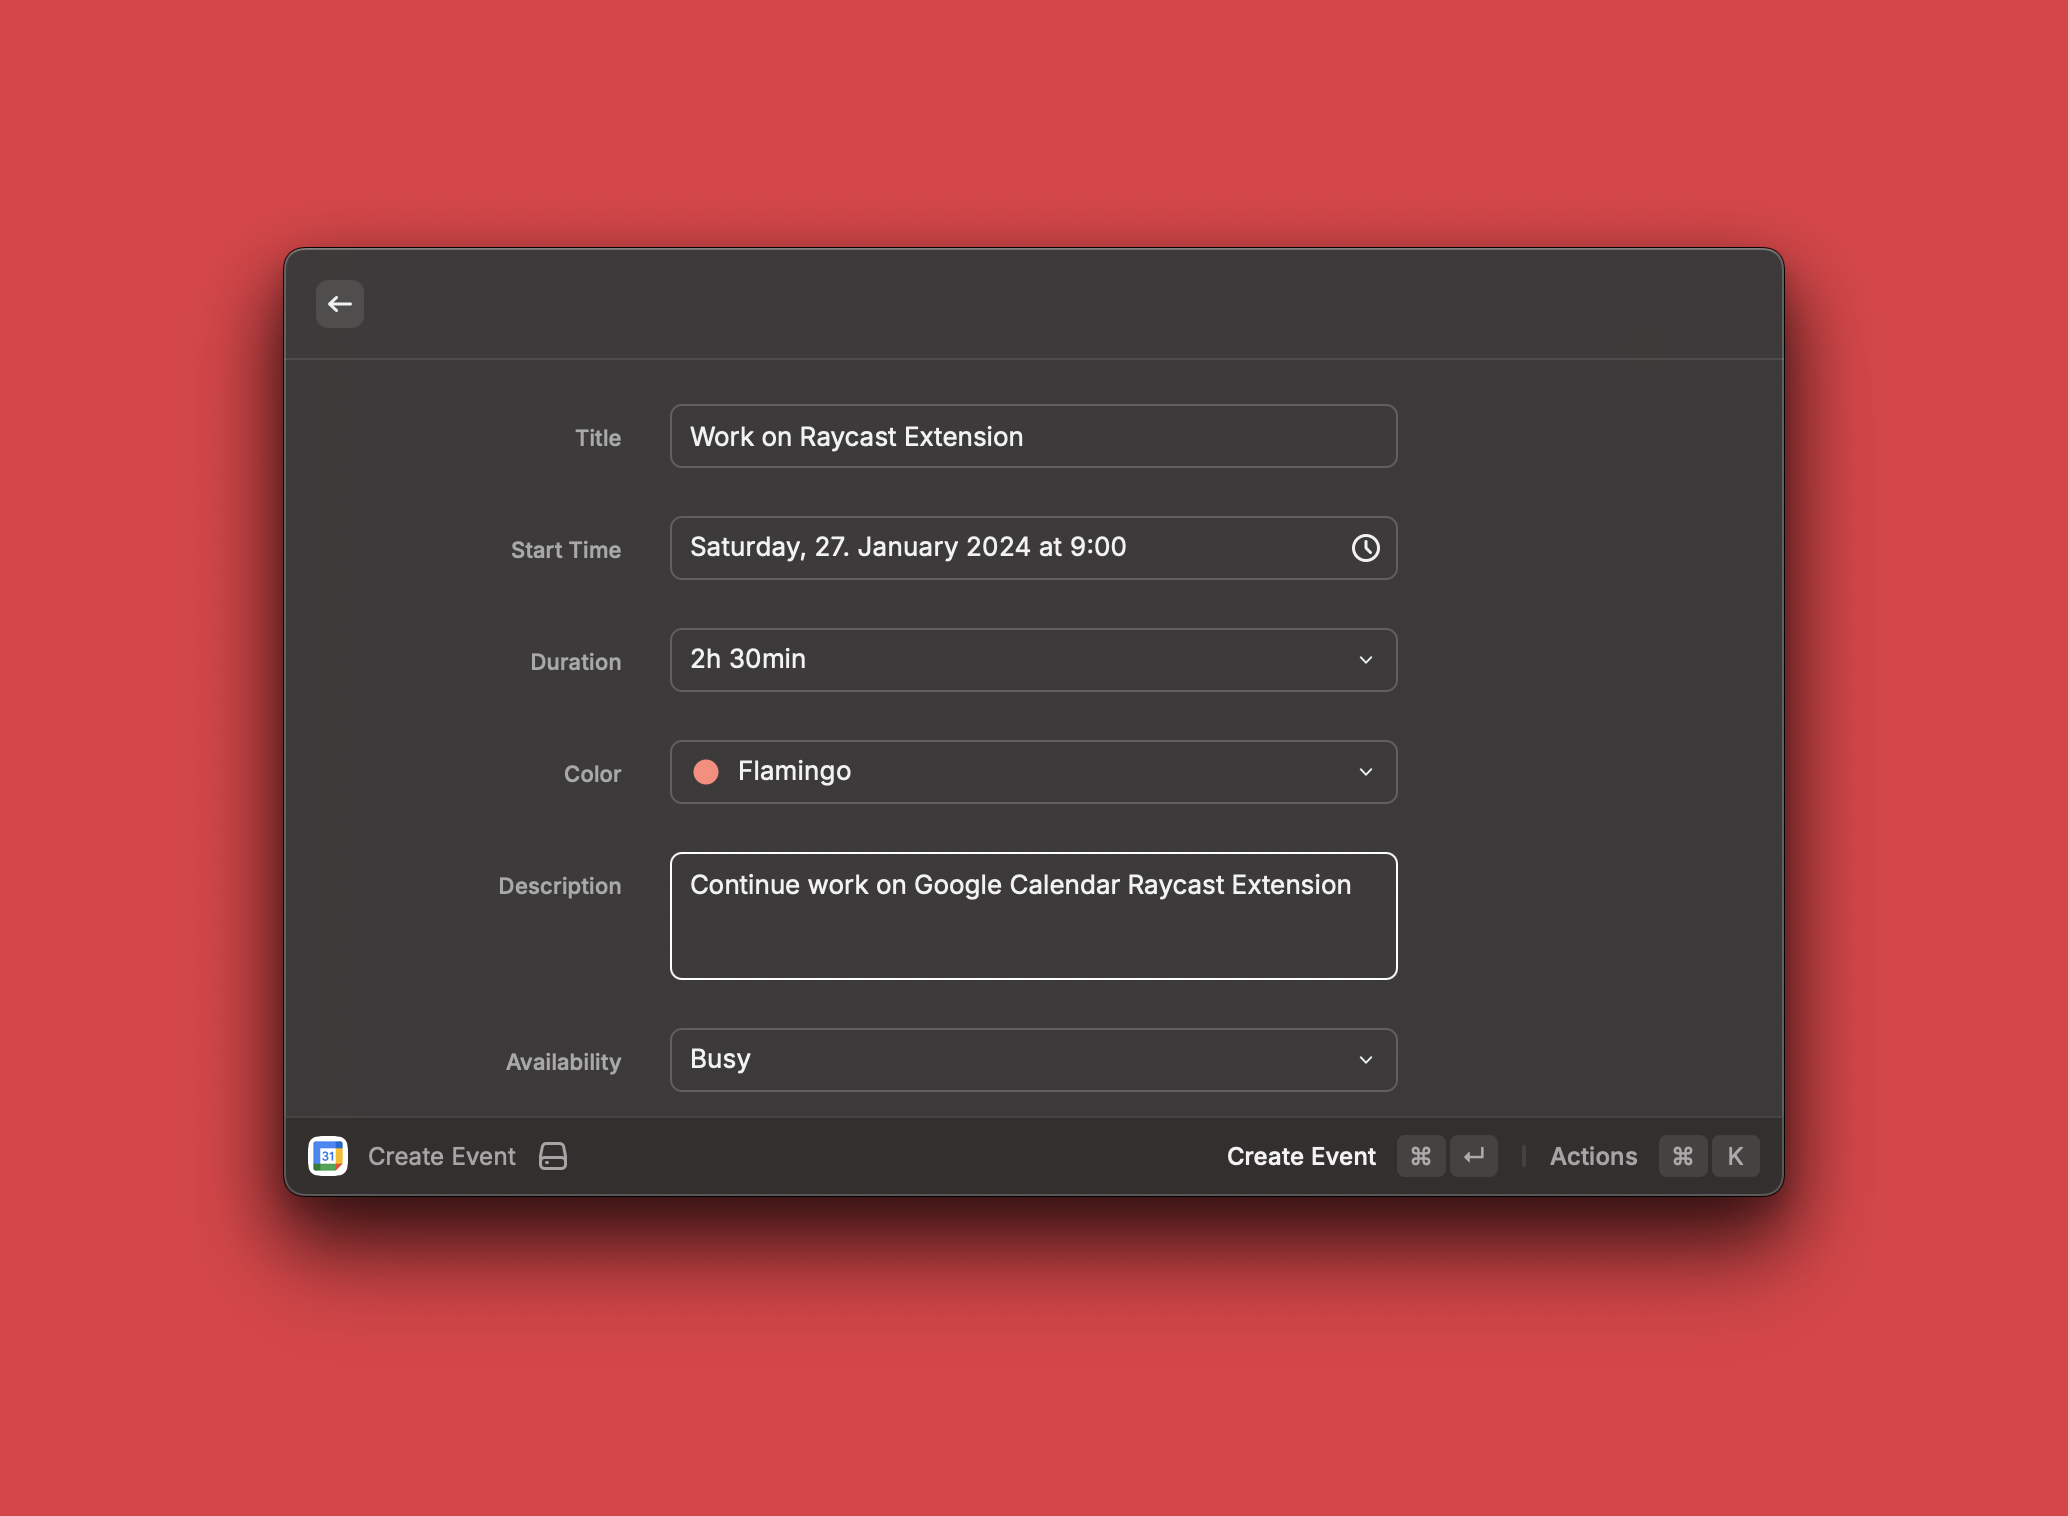 Title
Work on Raycast Extension
Start Time
Saturday, 27. January 2024 at 9:00
Duration
2h 30min
Color
Flamingo
Description
Continue work on Google Calendar Raycast Extension
Availability
Busy
31
Create Event
Create Event ⌘ ↵
Actions ⌘ K